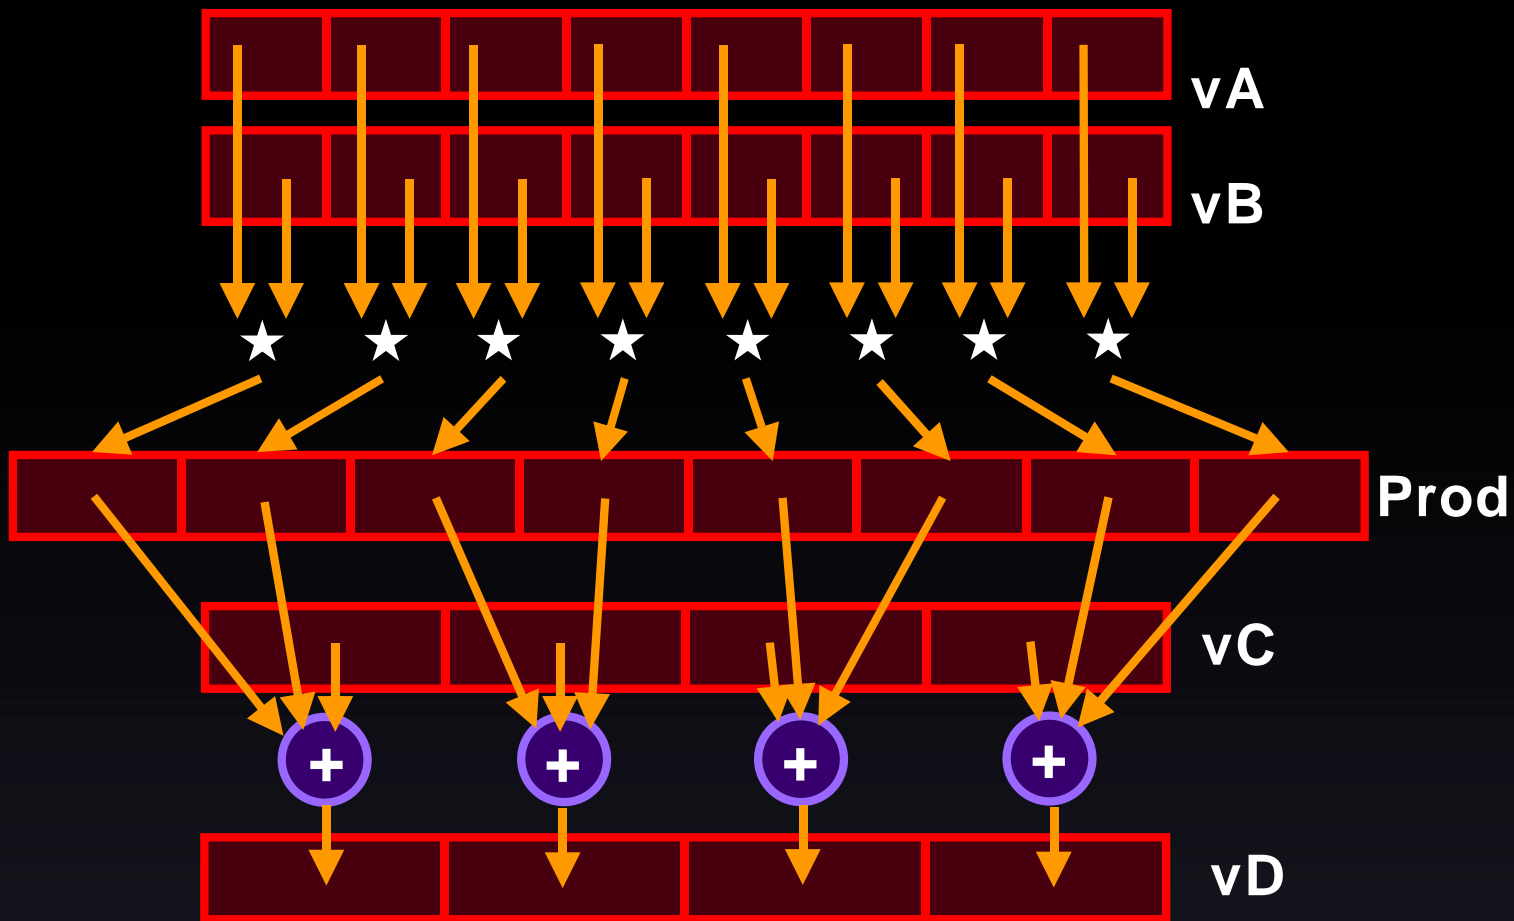 vA
vB
★ ★ ★ ★ ★ ★ ★ ★
Prod
vC
+ + + +
vD